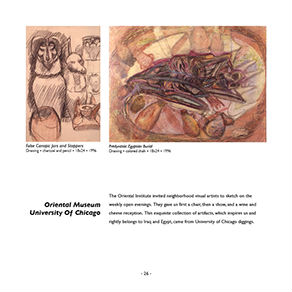 False Canopic Jars and Stoppers
Drawing • charcoal and pencil • 18x24 • 1996
Predynastic Egyptian Burial
Drawing • colored chalk • 18x24 • 1996
Oriental Museum
University Of Chicago
The Oriental Institute invited neighborhood visual artists to sketch on the
weekly open evenings. They gave us first a chair, then a show, and a wine and
cheese reception. This exquisite collection of artifacts, which inspires us and
rightly belongs to Iraq and Egypt, came from University of Chicago diggings.
- 26 -